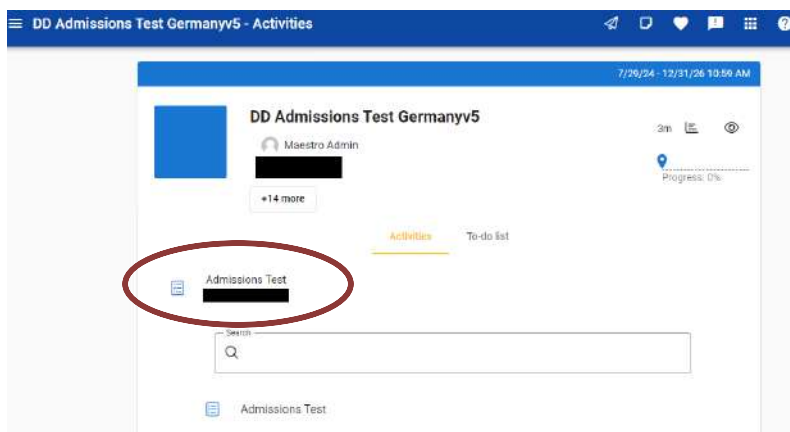 DD Admissions Test Germanyv5 - Activities
7/29/24 - 12/31/26 10:59 AM
DD Admissions Test Germanyv5
Maestro Admin
3m
+14 more
Progress: 0%
Activities To-do list
Admissions Test
Search
Admissions Test